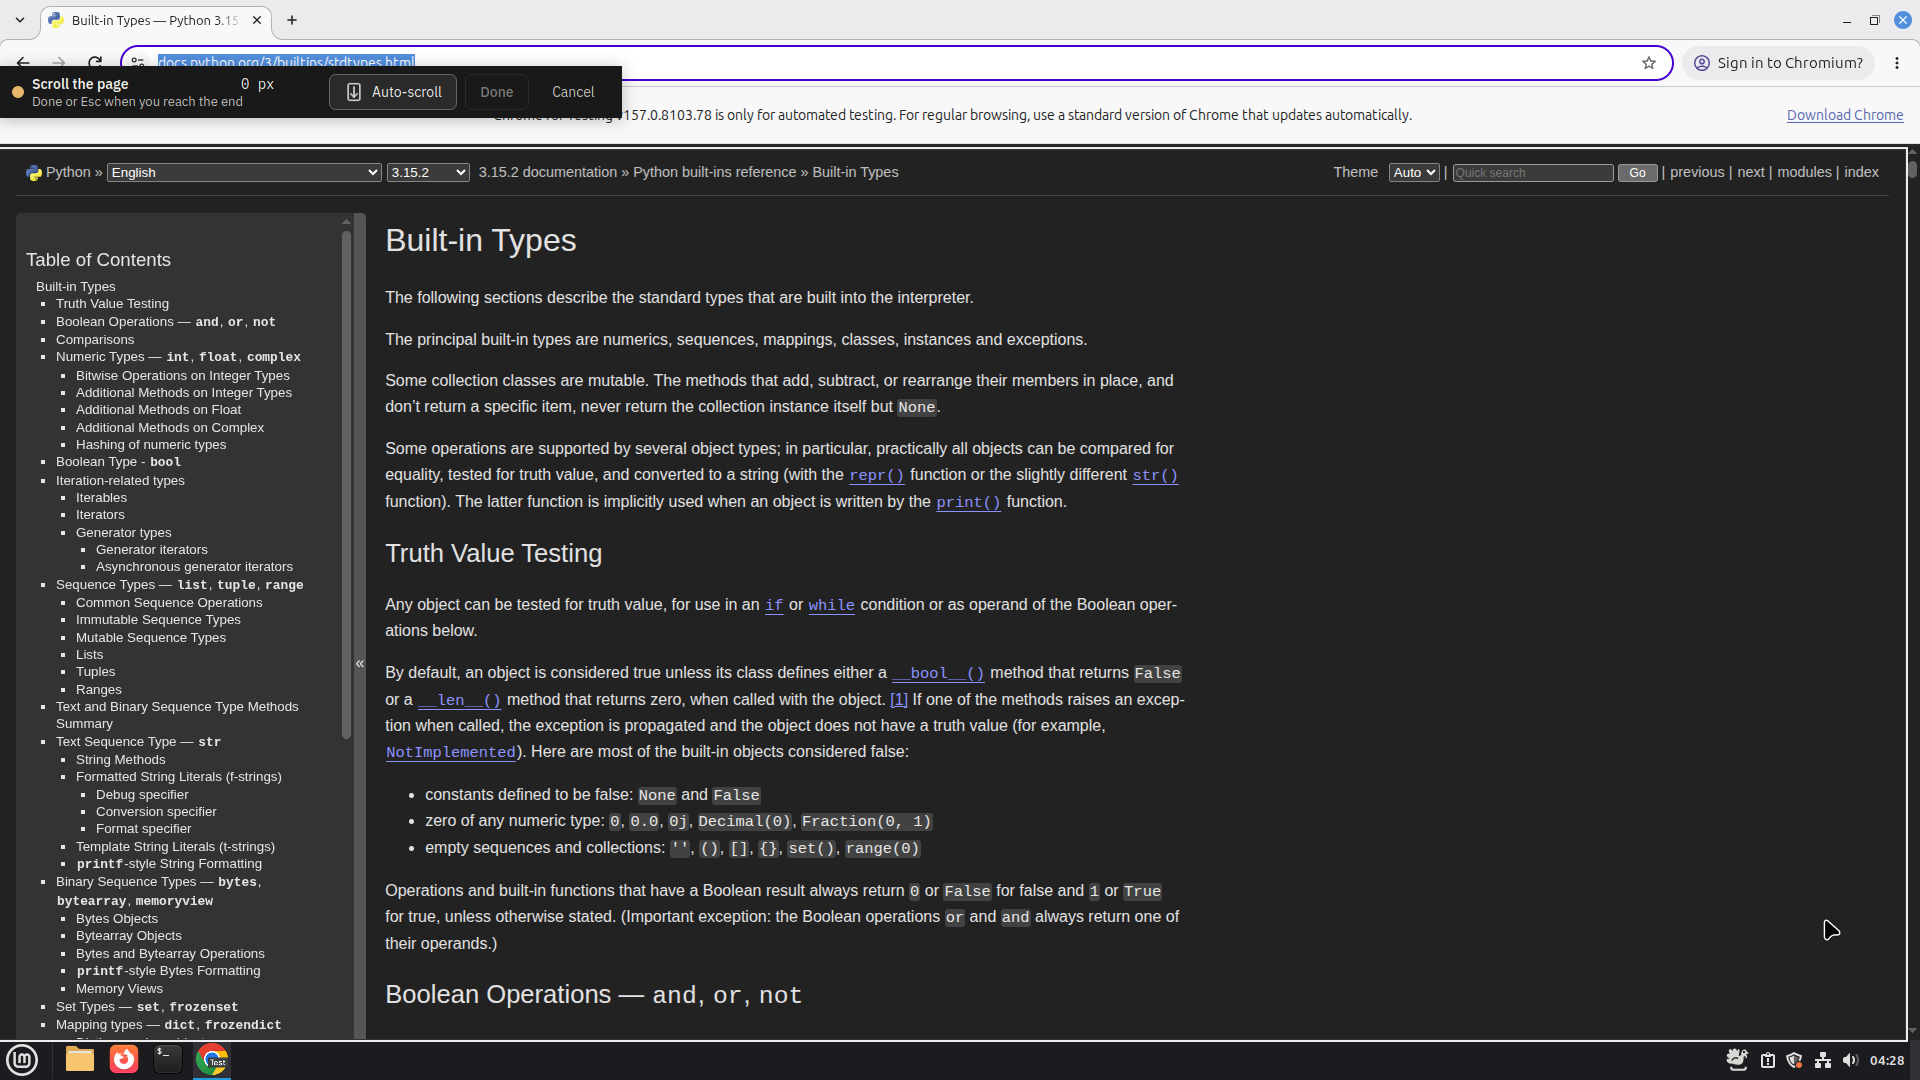 Built-in Types — Python 3.15
docs.python.org/3/builtins/stdtypes.html
Sign in to Chromium?
Scroll the page
0 px
Done or Esc when you reach the end
Auto-scroll
Done
Cancel
157.0.8103.78 is only for automated testing. For regular browsing, use a standard version of Chrome that updates automatically.
Download Chrome
Python »
English
3.15.2
3.15.2 documentation » Python built-ins reference » Built-in Types
Theme
Auto
|
Quick search
Go
| previous | next | modules | index
Table of Contents
Built-in Types
Truth Value Testing
Boolean Operations — and, or, not
Comparisons
Numeric Types — int, float, complex
Bitwise Operations on Integer Types
Additional Methods on Integer Types
Additional Methods on Float
Additional Methods on Complex
Hashing of numeric types
Boolean Type - bool
Iteration-related types
Iterables
Iterators
Generator types
Generator iterators
Asynchronous generator iterators
Sequence Types — list, tuple, range
Common Sequence Operations
Immutable Sequence Types
Mutable Sequence Types
Lists
Tuples
Ranges
Text and Binary Sequence Type Methods
Summary
Text Sequence Type — str
String Methods
Formatted String Literals (f-strings)
Debug specifier
Conversion specifier
Format specifier
Template String Literals (t-strings)
printf-style String Formatting
Binary Sequence Types — bytes,
bytearray, memoryview
Bytes Objects
Bytearray Objects
Bytes and Bytearray Operations
printf-style Bytes Formatting
Memory Views
Set Types — set, frozenset
Mapping types — dict, frozendict
«
Built-in Types
The following sections describe the standard types that are built into the interpreter.
The principal built-in types are numerics, sequences, mappings, classes, instances and exceptions.
Some collection classes are mutable. The methods that add, subtract, or rearrange their members in place, and
don’t return a specific item, never return the collection instance itself but None.
Some operations are supported by several object types; in particular, practically all objects can be compared for
equality, tested for truth value, and converted to a string (with the repr() function or the slightly different str()
function). The latter function is implicitly used when an object is written by the print() function.
Truth Value Testing
Any object can be tested for truth value, for use in an if or while condition or as operand of the Boolean oper-
ations below.
By default, an object is considered true unless its class defines either a __bool__() method that returns False
or a __len__() method that returns zero, when called with the object. [1] If one of the methods raises an excep-
tion when called, the exception is propagated and the object does not have a truth value (for example,
NotImplemented). Here are most of the built-in objects considered false:
• constants defined to be false: None and False
• zero of any numeric type: 0, 0.0, 0j, Decimal(0), Fraction(0, 1)
• empty sequences and collections: '', (), [], {}, set(), range(0)
Operations and built-in functions that have a Boolean result always return 0 or False for false and 1 or True
for true, unless otherwise stated. (Important exception: the Boolean operations or and and always return one of
their operands.)
Boolean Operations — and, or, not
Test
04:28